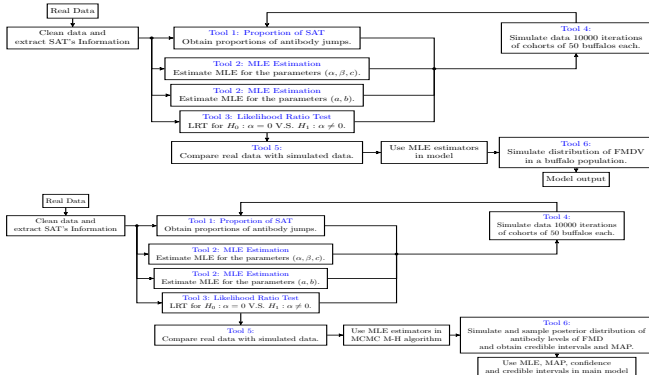 Real Data
Clean data and
extract SAT's Information
Tool 1: Proportion of SAT
Obtain proportions of antibody jumps.
Tool 2: MLE Estimation
Estimate MLE for the parameters (α, β, c).
Tool 2: MLE Estimation
Estimate MLE for the parameters (a, b).
Tool 3: Likelihood Ratio Test
LRT for H₀ : α = 0 V.S. H₁ : α ≠ 0.
Tool 4:
Simulate data 10000 iterations
of cohorts of 50 buffalos each.
Tool 5:
Compare real data with simulated data.
Use MLE estimators
in model
Tool 6:
Simulate distribution of FMDV
in a buffalo population.
Model output
Real Data
Clean data and
extract SAT's Information
Tool 1: Proportion of SAT
Obtain proportions of antibody jumps.
Tool 2: MLE Estimation
Estimate MLE for the parameters (α, β, c).
Tool 2: MLE Estimation
Estimate MLE for the parameters (a, b).
Tool 3: Likelihood Ratio Test
LRT for H₀ : α = 0 V.S. H₁ : α ≠ 0.
Tool 4:
Simulate data 10000 iterations
of cohorts of 50 buffalos each.
Tool 5:
Compare real data with simulated data.
Use MLE estimators in
MCMC M-H algorithm
Tool 6:
Simulate and sample posterior distribution of
antibody levels of FMD
and obtain credible intervals and MAP.
Use MLE, MAP, confidence
and credible intervals in main model